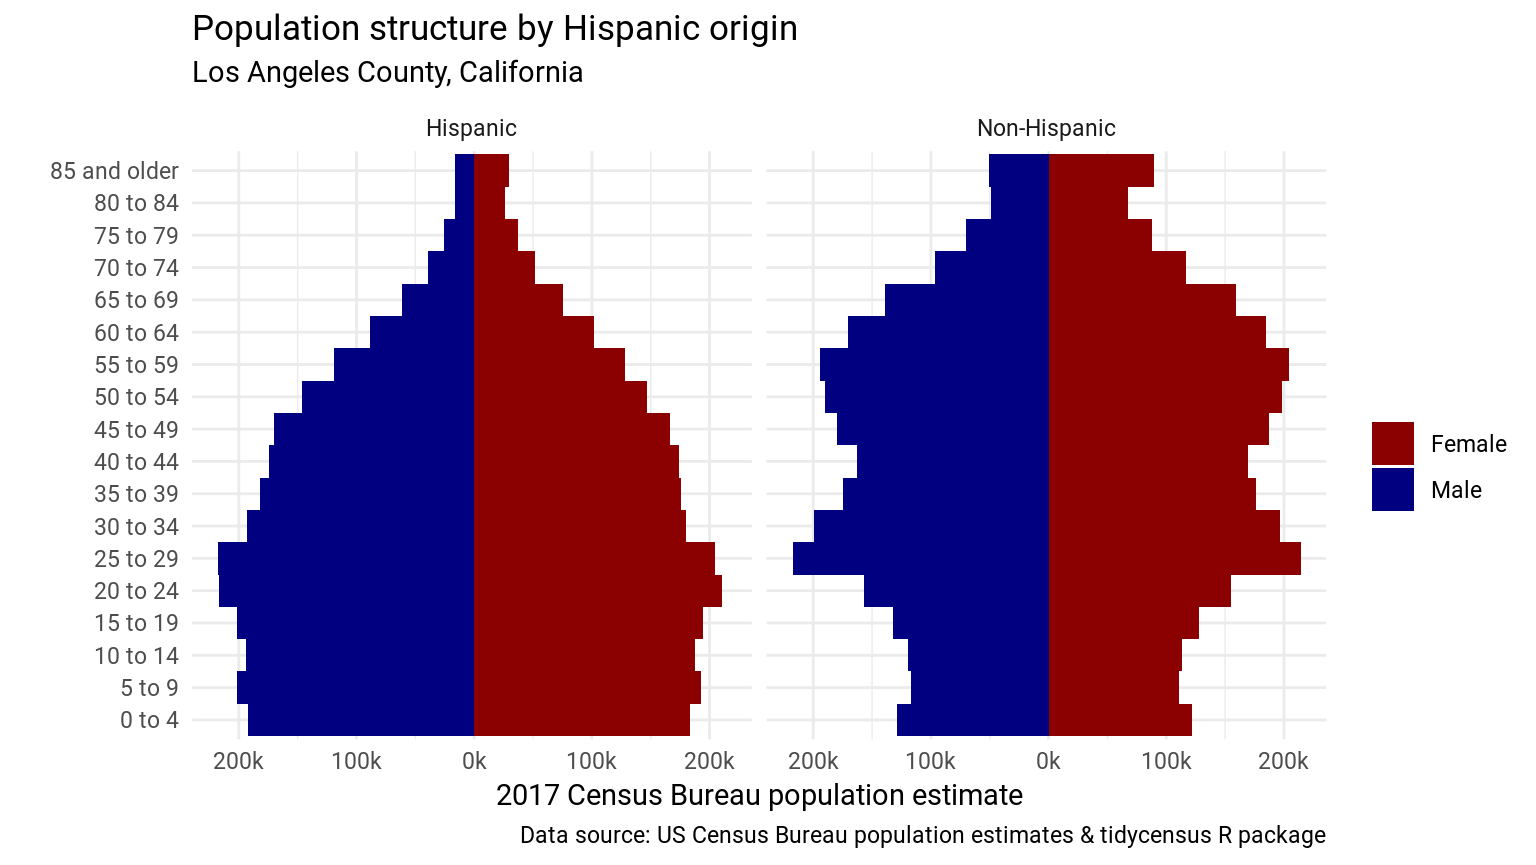 Population structure by Hispanic origin
Los Angeles County, California
Hispanic
Non-Hispanic
85 and older
80 to 84
75 to 79
70 to 74
65 to 69
60 to 64
55 to 59
50 to 54
45 to 49
40 to 44
35 to 39
30 to 34
25 to 29
20 to 24
15 to 19
10 to 14
5 to 9
0 to 4
Female
Male
200k 100k 0k 100k 200k
200k 100k 0k 100k 200k
2017 Census Bureau population estimate
Data source: US Census Bureau population estimates & tidycensus R package